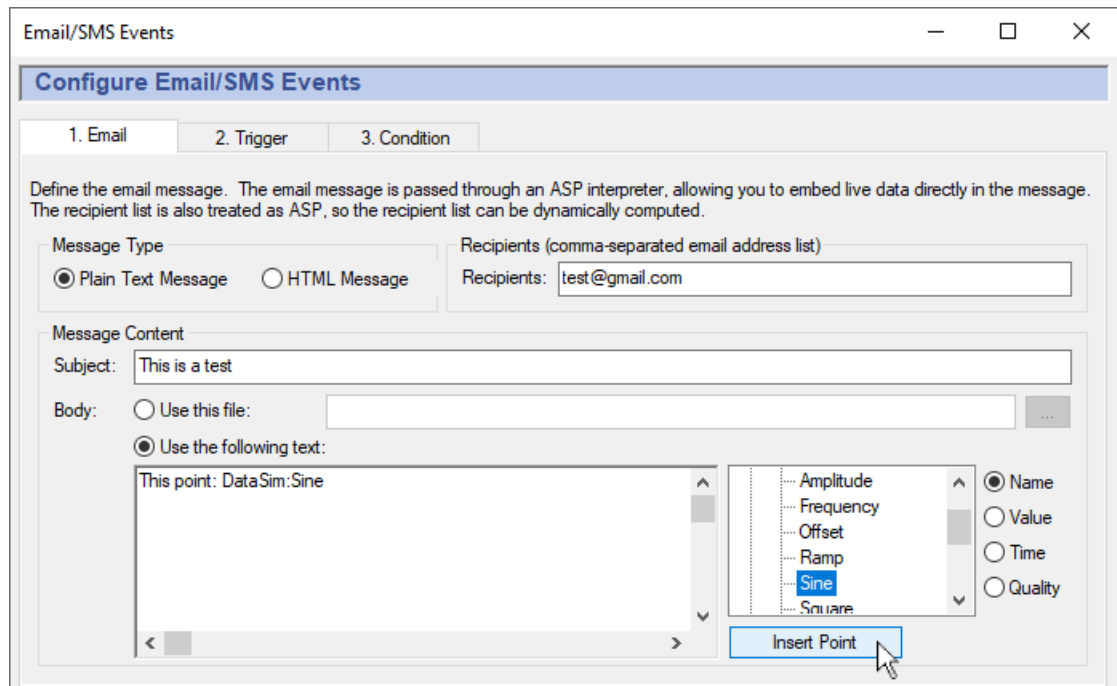 Email/SMS Events
Configure Email/SMS Events
1. Email 2. Trigger 3. Condition
Define the email message. The email message is passed through an ASP interpreter, allowing you to embed live data directly in the message.
The recipient list is also treated as ASP, so the recipient list can be dynamically computed.
Message Type
Plain Text Message HTML Message
Recipients (comma-separated email address list)
Recipients: test@gmail.com
Message Content
Subject: This is a test
Body: Use this file: ...
Use the following text:
This point: DataSim:Sine
Amplitude
Frequency
Offset
Ramp
Sine
Square
Name
Value
Time
Quality
Insert Point